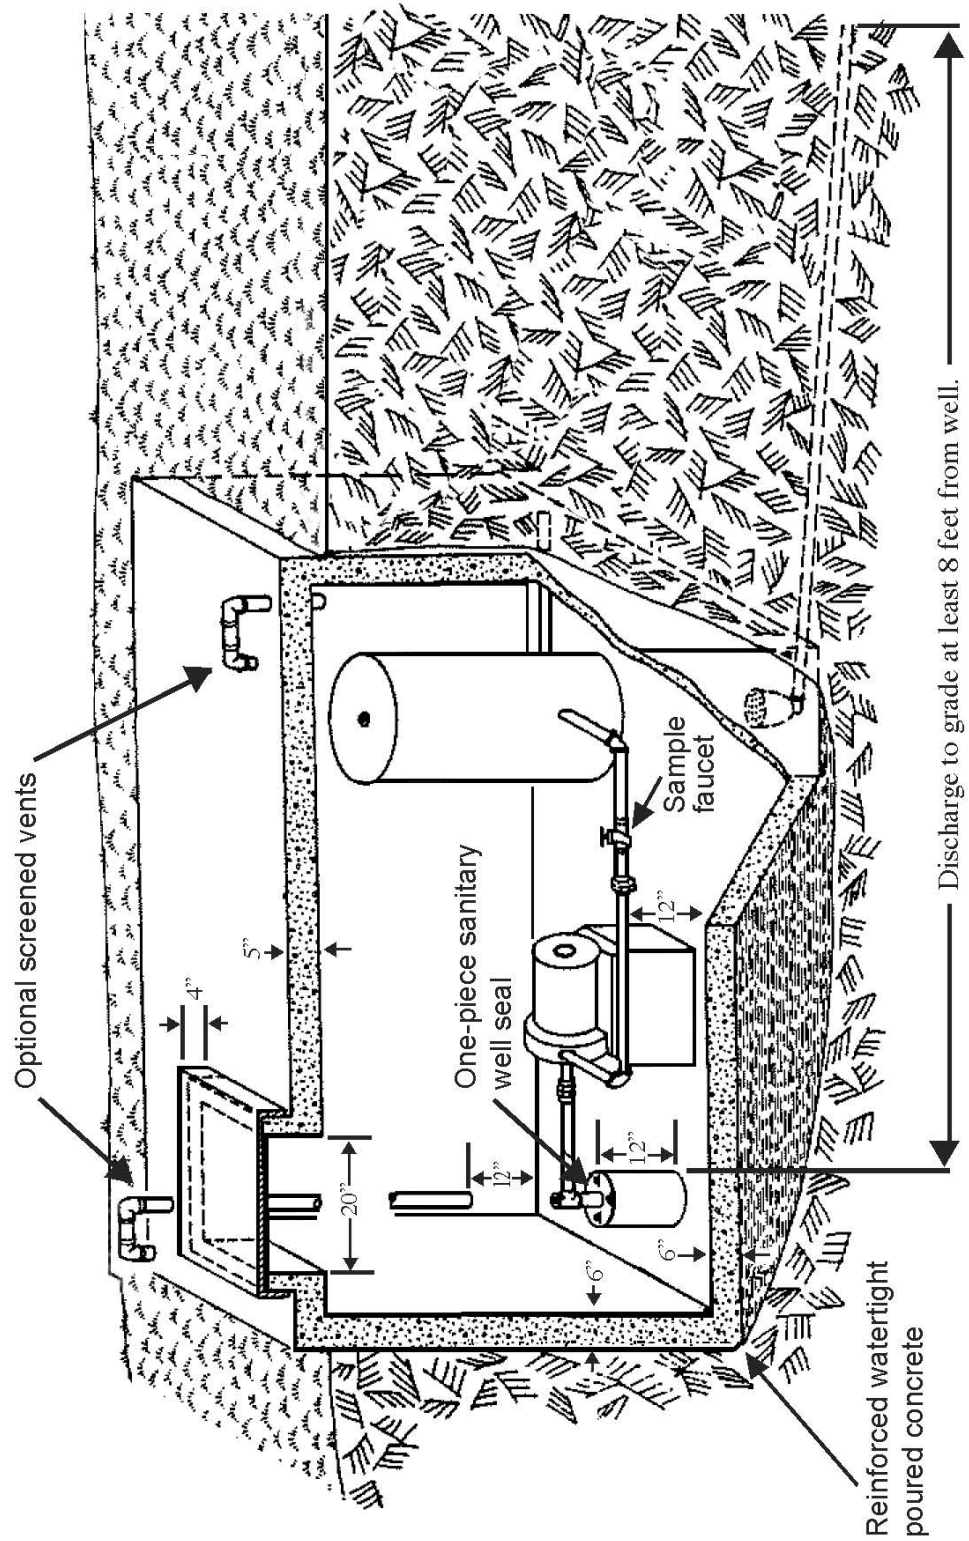 Optional screened vents
4”
5”
20”
12”
One-piece sanitary
well seal
Sample
faucet
12”
12”
6”
6”
Reinforced watertight
poured concrete
Discharge to grade at least 8 feet from well.